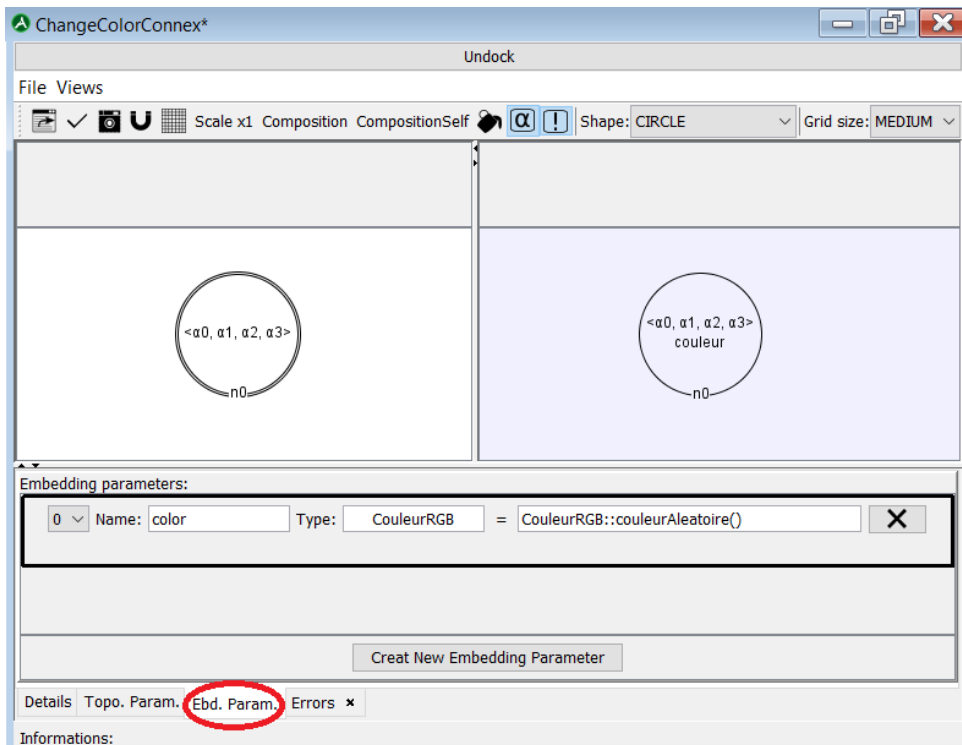 ChangeColorConnex*
Undock
File Views
Scale x1 Composition CompositionSelf α ! Shape: CIRCLE Grid size: MEDIUM
<α0, α1, α2, α3>
n0
<α0, α1, α2, α3>
couleur
n0
Embedding parameters:
0 Name: color Type: CouleurRGB = CouleurRGB::couleurAleatoire() X
Creat New Embedding Parameter
Details Topo. Param. Ebd. Param. Errors ×
Informations: